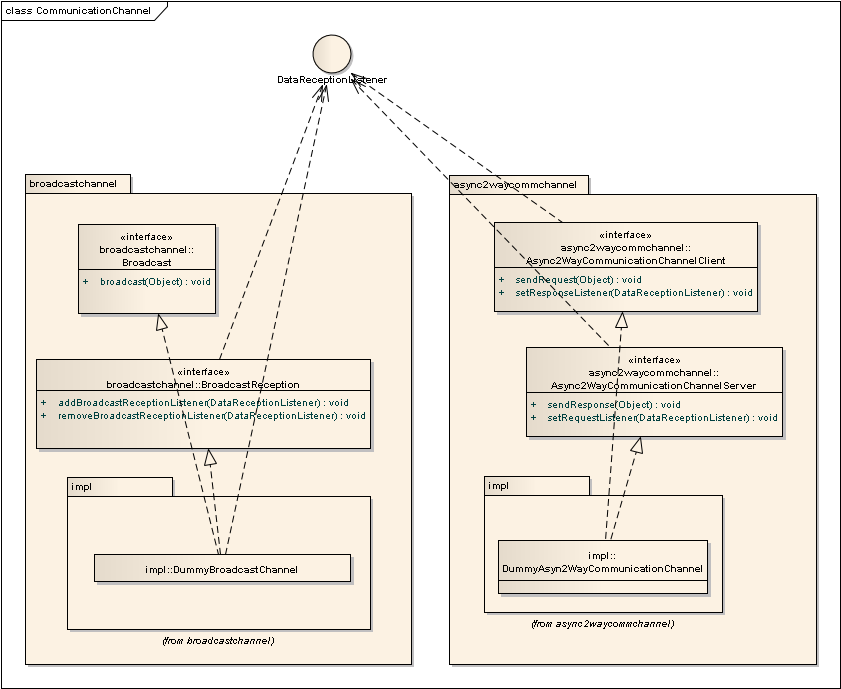 class CommunicationChannel
DataReceptionListener
broadcastchannel
«interface»
broadcastchannel::
Broadcast
+ broadcast(Object) : void
«interface»
broadcastchannel::BroadcastReception
+ addBroadcastReceptionListener(DataReceptionListener) : void
+ removeBroadcastReceptionListener(DataReceptionListener) : void
impl
impl::DummyBroadcastChannel
(from broadcastchannel)
async2waycommchannel
«interface»
async2waycommchannel::
Async2WayCommunicationChannelClient
+ sendRequest(Object) : void
+ setResponseListener(DataReceptionListener) : void
«interface»
async2waycommchannel::
Async2WayCommunicationChannelServer
+ sendResponse(Object) : void
+ setRequestListener(DataReceptionListener) : void
impl
impl::
DummyAsyn2WayCommunicationChannel
(from async2waycommchannel)